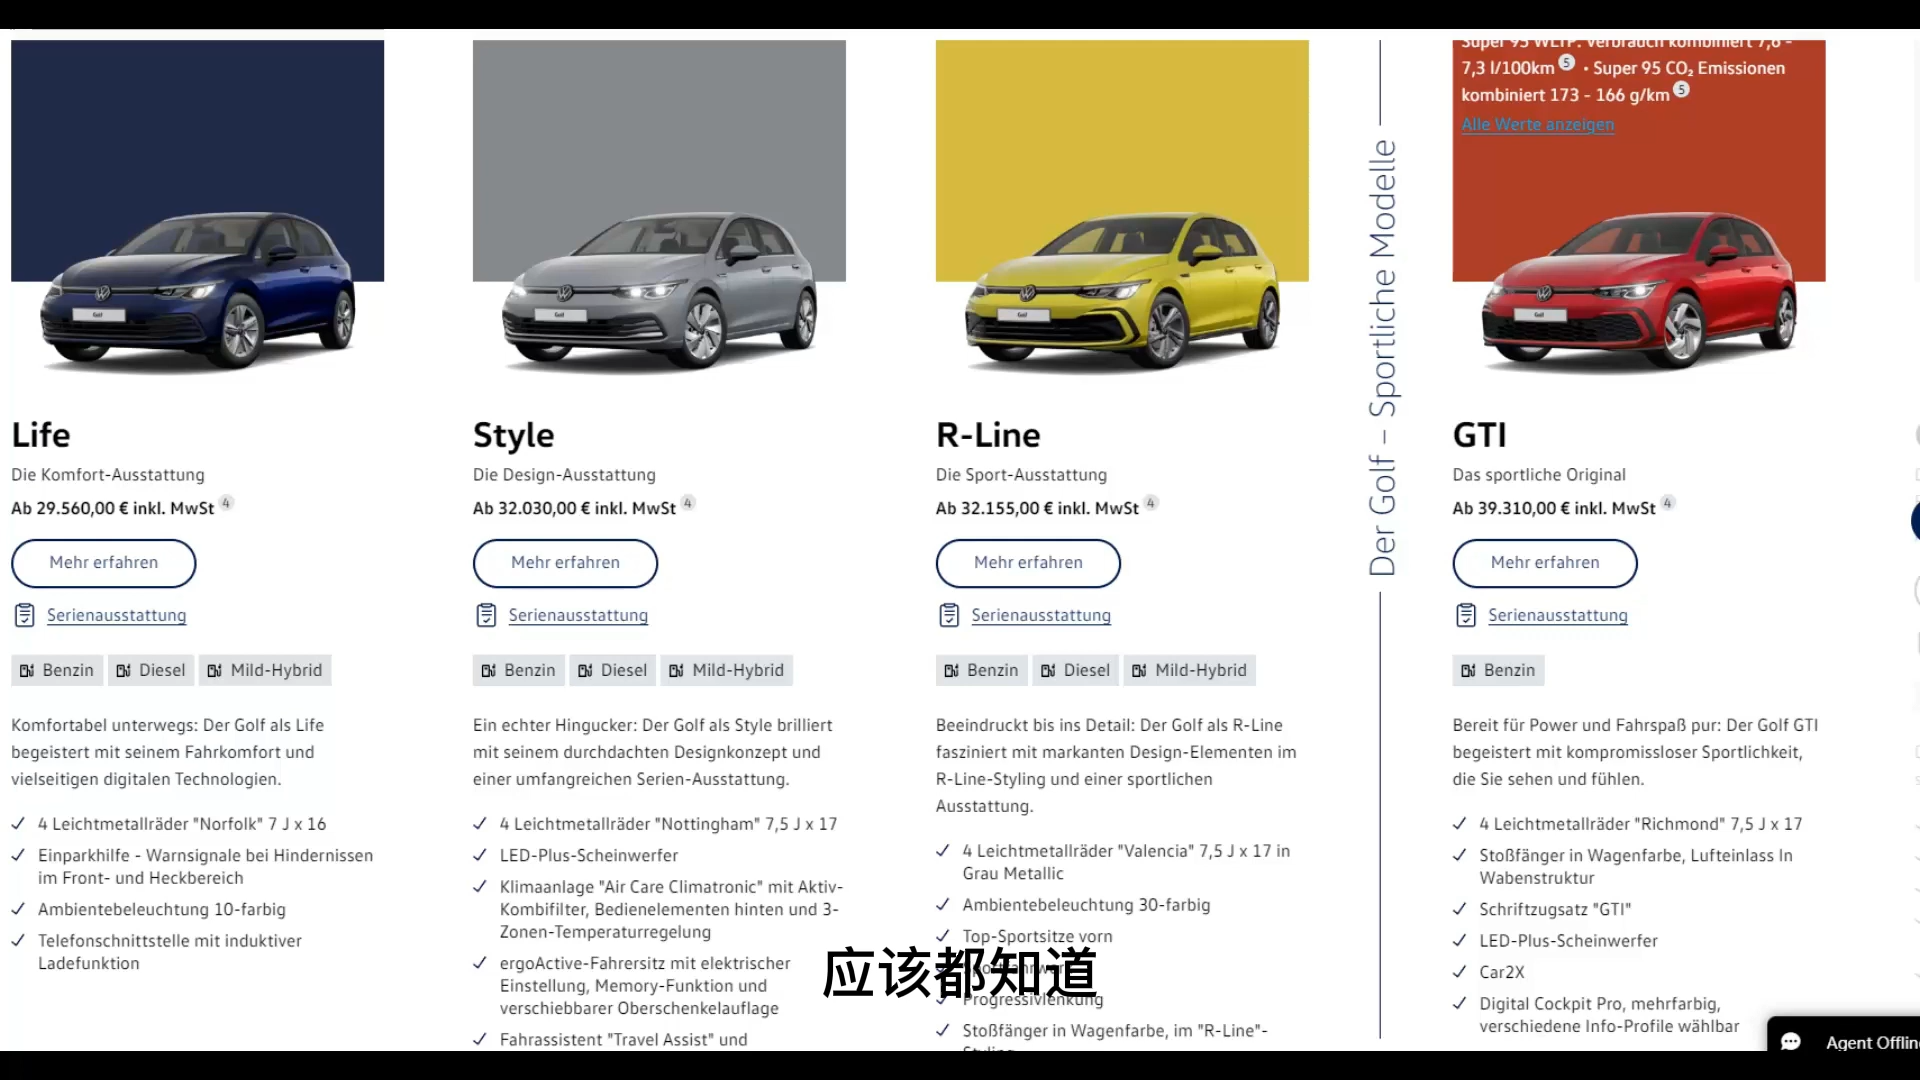 Life
Die Komfort-Ausstattung
Ab 29.560,00 € inkl. MwSt 4
Mehr erfahren
Serienausstattung
Benzin
Diesel
Mild-Hybrid
Komfortabel unterwegs: Der Golf als Life
begeistert mit seinem Fahrkomfort und
vielseitigen digitalen Technologien.
4 Leichtmetallräder "Norfolk" 7 J x 16
Einparkhilfe - Warnsignale bei Hindernissen
im Front- und Heckbereich
Ambientebeleuchtung 10-farbig
Telefonschnittstelle mit induktiver
Ladefunktion
Style
Die Design-Ausstattung
Ab 32.030,00 € inkl. MwSt 4
Mehr erfahren
Serienausstattung
Benzin
Diesel
Mild-Hybrid
Ein echter Hingucker: Der Golf als Style brilliert
mit seinem durchdachten Designkonzept und
einer umfangreichen Serien-Ausstattung.
4 Leichtmetallräder "Nottingham" 7,5 J x 17
LED-Plus-Scheinwerfer
Klimaanlage "Air Care Climatronic" mit Aktiv-
Kombifilter, Bedienelementen hinten und 3-
Zonen-Temperaturregelung
ergoActive-Fahrersitz mit elektrischer
Einstellung, Memory-Funktion und
verschiebbarer Oberschenkelauflage
Fahrassistent "Travel Assist" und
R-Line
Die Sport-Ausstattung
Ab 32.155,00 € inkl. MwSt 4
Mehr erfahren
Serienausstattung
Benzin
Diesel
Mild-Hybrid
Beeindruckt bis ins Detail: Der Golf als R-Line
fasziniert mit markanten Design-Elementen im
R-Line-Styling und einer sportlichen
Ausstattung.
4 Leichtmetallräder "Valencia" 7,5 J x 17 in
Grau Metallic
Ambientebeleuchtung 30-farbig
Top-Sportsitze vorn
Progressivlenkung
Stoßfänger in Wagenfarbe, im "R-Line"-
Der Golf – Sportliche Modelle
Super 95 WLTP: Verbrauch kombiniert 7,6 -
7,3 l/100km 5 • Super 95 CO₂ Emissionen
kombiniert 173 - 166 g/km 5
Alle Werte anzeigen
GTI
Das sportliche Original
Ab 39.310,00 € inkl. MwSt 4
Mehr erfahren
Serienausstattung
Benzin
Bereit für Power und Fahrspaß pur: Der Golf GTI
begeistert mit kompromissloser Sportlichkeit,
die Sie sehen und fühlen.
4 Leichtmetallräder "Richmond" 7,5 J x 17
Stoßfänger in Wagenfarbe, Lufteinlass In
Wabenstruktur
Schriftzugsatz "GTI"
LED-Plus-Scheinwerfer
Car2X
Digital Cockpit Pro, mehrfarbig,
verschiedene Info-Profile wählbar
应该都知道
Agent Offlin